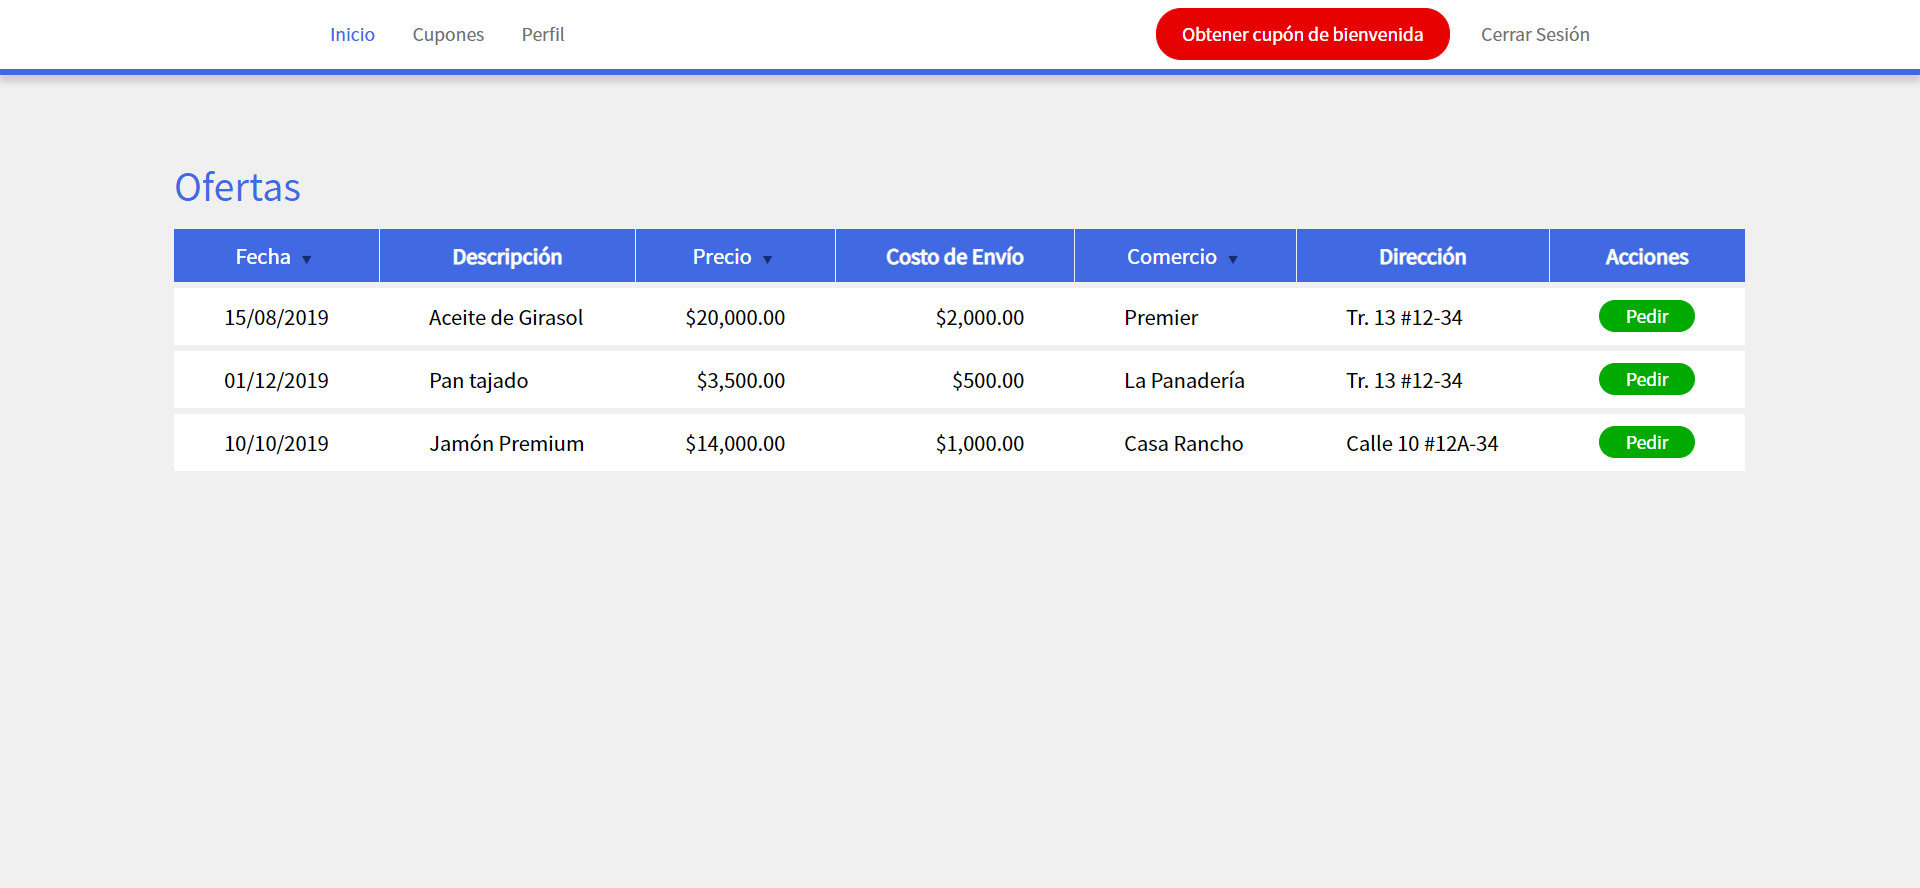 Inicio Cupones Perfil Obtener cupón de bienvenida Cerrar Sesión
Ofertas
Fecha ▼ Descripción Precio ▼ Costo de Envío Comercio ▼ Dirección Acciones
15/08/2019 Aceite de Girasol $20,000.00 $2,000.00 Premier Tr. 13 #12-34 Pedir
01/12/2019 Pan tajado $3,500.00 $500.00 La Panadería Tr. 13 #12-34 Pedir
10/10/2019 Jamón Premium $14,000.00 $1,000.00 Casa Rancho Calle 10 #12A-34 Pedir